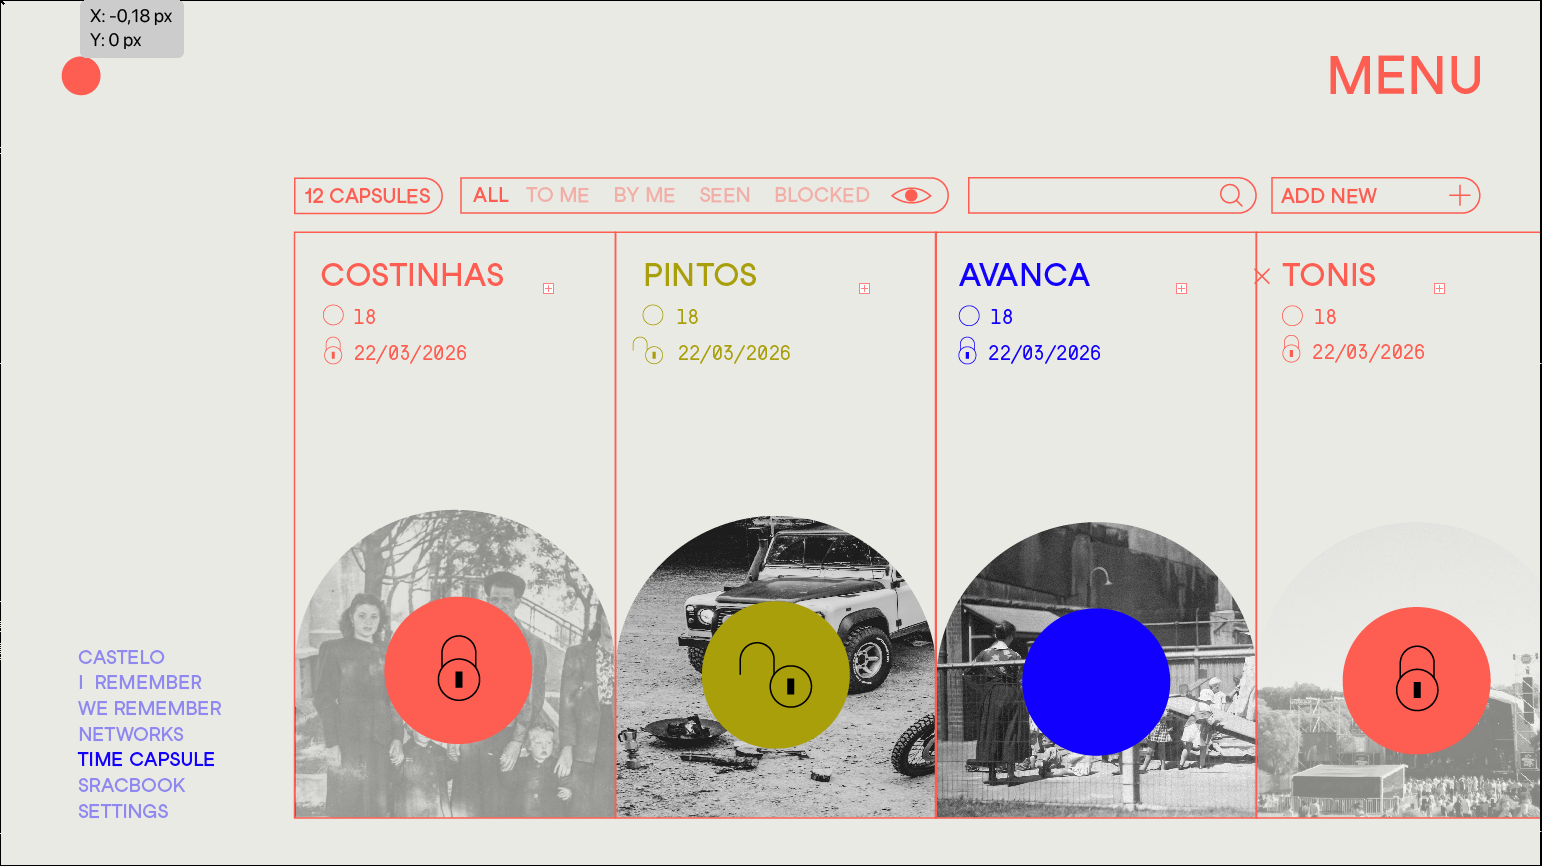 X: -0,18 px
Y: 0 px
MENU
12 CAPSULES
ALL TO ME BY ME SEEN BLOCKED
ADD NEW
COSTINHAS
18
22/03/2026
PINTOS
18
22/03/2026
AVANCA
18
22/03/2026
TONIS
18
22/03/2026
CASTELO
I REMEMBER
WE REMEMBER
NETWORKS
TIME CAPSULE
SRACBOOK
SETTINGS